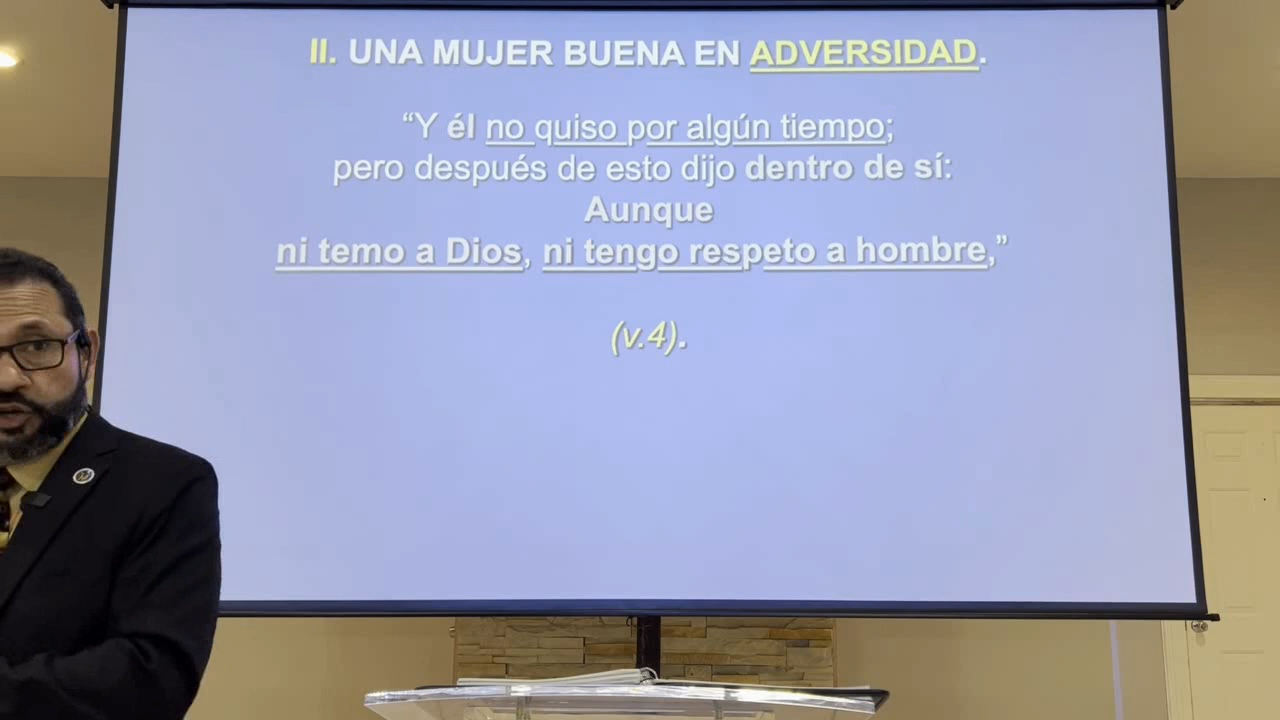 II. UNA MUJER BUENA EN ADVERSIDAD.
“Y él no quiso por algún tiempo;
pero después de esto dijo dentro de sí:
Aunque
ni temo a Dios, ni tengo respeto a hombre,”
(v.4).